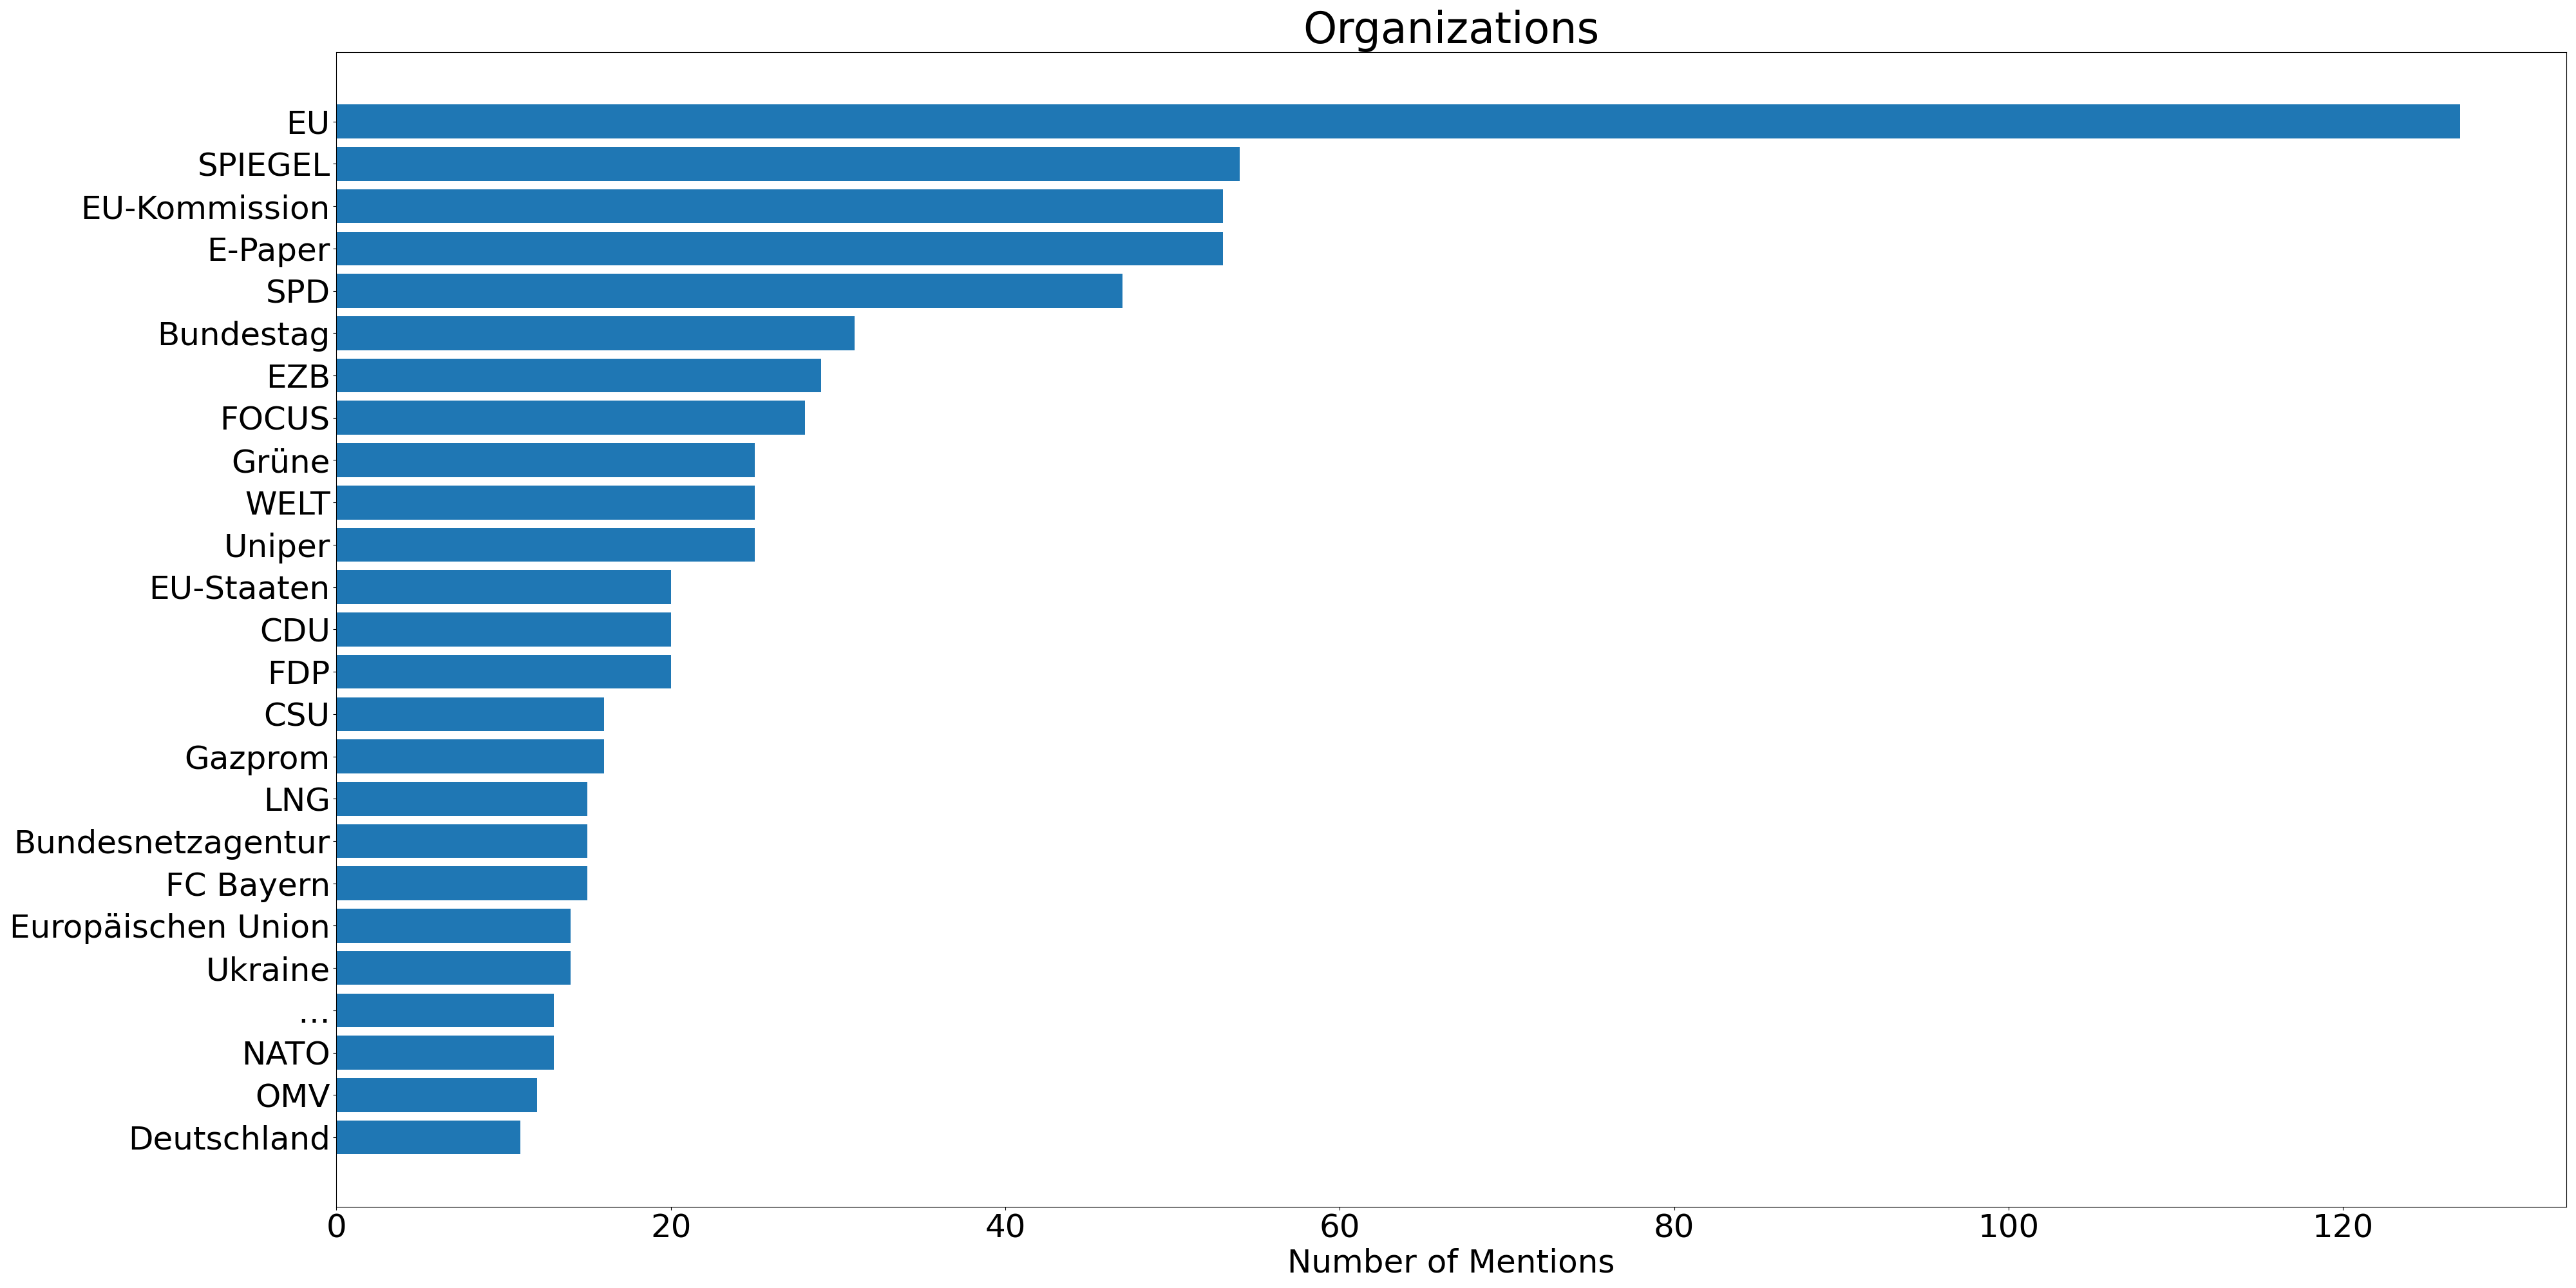 Organizations
EU
SPIEGEL
EU-Kommission
E-Paper
SPD
Bundestag
EZB
FOCUS
Grüne
WELT
Uniper
EU-Staaten
CDU
FDP
CSU
Gazprom
LNG
Bundesnetzagentur
FC Bayern
Europäischen Union
Ukraine
...
NATO
OMV
Deutschland
0 20 40 60 80 100 120
Number of Mentions